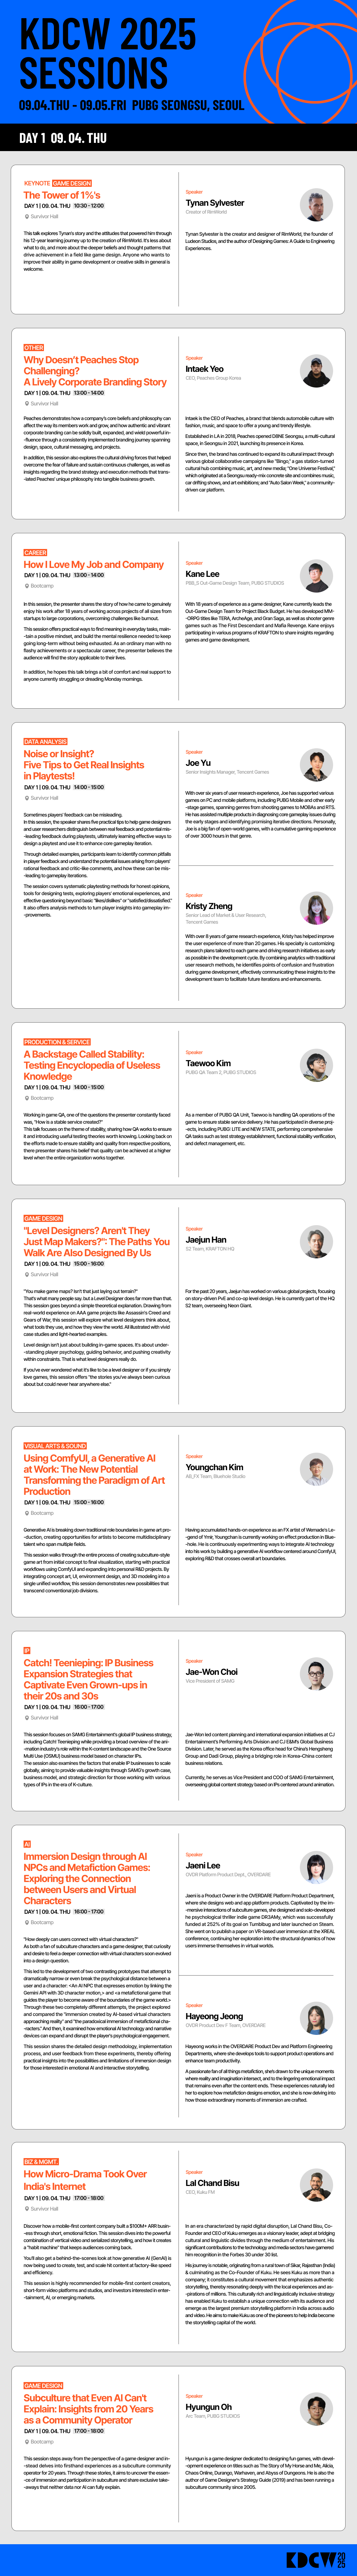 KDCW 2025
SESSIONS
09.04.THU - 09.05.FRI PUBG SEONGSU, SEOUL
DAY 1 09. 04. THU
KEYNOTE GAME DESIGN
The Tower of 1%'s
DAY 1 | 09. 04. THU 10:30 - 12:00
Survivor Hall
This talk explores Tynan's story and the attitudes that powered him through
his 12-year learning journey up to the creation of RimWorld. It's less about
what to do, and more about the deeper beliefs and thought patterns that
drive achievement in a field like game design. Anyone who wants to
improve their ability in game development or creative skills in general is
welcome.
Speaker
Tynan Sylvester
Creator of RimWorld
Tynan Sylvester is the creator and designer of RimWorld, the founder of
Ludeon Studios, and the author of Designing Games: A Guide to Engineering
Experiences.
OTHER
Why Doesn't Peaches Stop
Challenging?
A Lively Corporate Branding Story
DAY 1 | 09. 04. THU 13:00 - 14:00
Survivor Hall
Peaches demonstrates how a company's core beliefs and philosophy can
affect the way its members work and grow, and how authentic and vibrant
corporate branding can be solidly built, expanded, and wielded powerful in-
-fluence through a consistently implemented branding journey spanning
design, space, cultural messaging, and projects.
In addition, this session also explores the cultural driving forces that helped
overcome the fear of failure and sustain continuous challenges, as well as
insights regarding the brand strategy and execution methods that trans-
-lated Peaches' unique philosophy into tangible business growth.
Speaker
Intaek Yeo
CEO, Peaches Group Korea
Intaek is the CEO of Peaches, a brand that blends automobile culture with
fashion, music, and space to offer a young and trendy lifestyle.
Established in LA in 2018, Peaches opened D8NE Seongsu, a multi-cultural
space, in Seongsu in 2021, launching its presence in Korea.
Since then, the brand has continued to expand its cultural impact through
various global collaborative campaigns like "Bingo," a gas station-turned
cultural hub combining music, art, and new media; "One Universe Festival,"
which originated at a Seongsu ready-mix concrete site and combines music,
car drifting shows, and art exhibitions; and "Auto Salon Week," a community-
driven car platform.
CAREER
How I Love My Job and Company
DAY 1 | 09. 04. THU 13:00 - 14:00
Bootcamp
In this session, the presenter shares the story of how he came to genuinely
enjoy his work after 18 years of working across projects of all sizes from
startups to large corporations, overcoming challenges like burnout.
This session offers practical ways to find meaning in everyday tasks, main-
-tain a positive mindset, and build the mental resilience needed to keep
going long-term without being exhausted. As an ordinary man with no
flashy achievements or a spectacular career, the presenter believes the
audience will find the story applicable to their lives.
In addition, he hopes this talk brings a bit of comfort and real support to
anyone currently struggling or dreading Monday mornings.
Speaker
Kane Lee
PBB_S Out-Game Design Team, PUBG STUDIOS
With 18 years of experience as a game designer, Kane currently leads the
Out-Game Design Team for Project Black Budget. He has developed MMM-
-ORPG titles like TERA, ArcheAge, and Gran Saga, as well as shooter genre
games such as The First Descendant and Mafia Revenge. Kane enjoys
participating in various programs of KRAFTON to share insights regarding
games and game development.
DATA ANALYSIS
Noise or Insight?
Five Tips to Get Real Insights
in Playtests!
DAY 1 | 09. 04. THU 14:00 - 15:00
Survivor Hall
Sometimes players' feedback can be misleading.
In this session, the speaker shares five practical tips to help game designers
and user researchers distinguish between real feedback and potential mis-
-leading feedback during playtests, ultimately learning effective ways to
design a playtest and use it to improve core gameplay.
Through detailed examples, participants learn to identify common pitfalls
in player feedback and understand the potential issues arising from players'
rational feedback and critic-like comments, and how these can be mis-
-leading to gameplay iterations.
The session covers systematic playtesting methods for honest opinions,
tools for designing tests, exploring players' emotional experiences, and
effective questioning beyond basic "likes/dislikes" or "satisfied/dissatisfied."
It also offers analysis methods to turn player insights into gameplay im-
-provements.
Speaker
Joe Yu
Senior Insights Manager, Tencent Games
With over six years of user research experience, Joe has supported various
games on PC and mobile platforms, including PUBG Mobile and other early
-stage games, spanning genres from shooting games to MOBAs and RTS.
He has assisted multiple products in diagnosing core gameplay issues during
the early stages and identifying promising iterative directions. Personally,
Joe is a big fan of open-world games, with a cumulative gaming experience
of over 3000 hours in that genre.
Speaker
Kristy Zheng
Senior Lead of Market & User Research,
Tencent Games
With over 8 years of game research experience, Kristy has helped improve
the user experience of more than 20 games. His specialty is customizing
research plans tailored to each game and driving research initiatives as early
as possible in the development cycle. By combining analytics with traditional
user research methods, she identifies points of confusion and frustration
during game development, effectively communicating these insights to the
development team to facilitate future iterations and enhancements.
PRODUCTION & SERVICE
A Backstage Called Stability:
Testing Encyclopedia of Useless
Knowledge
DAY 1 | 09. 04. THU 14:00 - 15:00
Bootcamp
Working in game QA, one of the questions the presenter constantly faced
was, "How is a stable service created?"
This talk focuses on the theme of stability, sharing how QA works to ensure
it and introducing useful testing theories worth knowing. Looking back on
the efforts made to ensure stability and quality from respective positions,
the presenter shares his belief that quality can be achieved at a higher
level when the entire organization works together.
Speaker
Taewoo Kim
PUBG QA Team 2, PUBG STUDIOS
As a member of PUBG QA Unit, Taewoo is handling QA operations of the
game to ensure stable service delivery. He has participated in diverse proj-
ects, including PUBG: LITE and NEW STATE, performing comprehensive
QA tasks such as test strategy establishment, functional stability verification,
and defect management, etc.
GAME DESIGN
"Level Designers? Aren't They
Just Map Makers?": The Paths You
Walk Are Also Designed By Us
DAY 1 | 09. 04. THU 15:00 - 16:00
Survivor Hall
"You make game maps? Isn't that just laying out terrain?"
That's what many people say, but a Level Designer does far more than that.
This session goes beyond a simple theoretical explanation. Drawing from
real-world experience on AAA game projects like Assassin's Creed and
Gears of War, this session will explore what level designers think about,
what tools they use, and how they view the world. All illustrated with vivid
case studies and light-hearted examples.
Level design isn't just about building in-game spaces. It's about under-
-standing player psychology, guiding behavior, and pushing creativity
within constraints. That is what level designers really do.
If you've ever wondered what it's like to be a level designer or if you simply
love games, this session offers "the stories you've always been curious
about but could never hear anywhere else."
Speaker
Jaejun Han
S2 Team, KRAFTON HQ
For the past 20 years, Jaejun has worked on various global projects, focusing
on story-driven PvE and co-op level design. He is currently part of the HQ
S2 team, overseeing Neon Giant.
VISUAL ARTS & SOUND
Using ComfyUI, a Generative AI
at Work: The New Potential
Transforming the Paradigm of Art
Production
DAY 1 | 09. 04. THU 15:00 - 16:00
Bootcamp
Generative AI is breaking down traditional role boundaries in game art pro-
-duction, creating opportunities for artists to become multidisciplinary
talent who span multiple fields.
This session walks through the entire process of creating subculture-style
game art from initial concept to final visualization, starting with practical
workflows using ComfyUI and expanding into personal R&D projects. By
integrating concept art, UI, environment design, and 3D modeling into a
single unified workflow, this session demonstrates new possibilities that
transcend conventional job divisions.
Speaker
Youngchan Kim
AB_FX Team, Bluehole Studio
Having accumulated hands-on experience as an FX artist of Wemade's Le-
-gend of Ymir, Youngchan is currently working on effect production in Blue-
-hole. He is continuously experimenting ways to integrate AI technology
into his work by building a generative AI workflow centered around ComfyUI,
exploring R&D that crosses overall art boundaries.
IP
Catch! Teenieping: IP Business
Expansion Strategies that
Captivate Even Grown-ups in
their 20s and 30s
DAY 1 | 09. 04. THU 16:00 - 17:00
Survivor Hall
This session focuses on SAMG Entertainment's global IP business strategy,
including Catch! Teenieping while providing a broad overview of the ani-
-mation industry's role within the K-content landscape and the One Source
Multi Use (OSMU) business model based on character IPs.
The session also examines the factors that enable IP businesses to scale
globally, aiming to provide valuable insights through SAMG's growth case,
business model, and strategic direction for those working with various
types of IPs in the era of K-culture.
Speaker
Jae-Won Choi
Vice President of SAMG
Jae-Won led content planning and international expansion initiatives at CJ
Entertainment's Performing Arts Division and CJ E&M's Global Business
Division. Later, he served as the Korea office head for China's Hengsheng
Group and Dadi Group, playing a bridging role in Korea-China content
business relations.
Currently, he serves as Vice President and COO of SAMG Entertainment,
overseeing global content strategy based on IPs centered around animation.
AI
Immersion Design through AI
NPCs and Metafiction Games:
Exploring the Connection
between Users and Virtual
Characters
DAY 1 | 09. 04. THU 16:00 - 17:00
Bootcamp
"How deeply can users connect with virtual characters?"
As both a fan of subculture characters and a game designer, that curiosity
and desire to feel a deeper connection with virtual characters soon evolved
into a design question.
This led to the development of two contrasting prototypes that attempt to
dramatically narrow or even break the psychological distance between a
user and a character: <An AI NPC that expresses emotion by linking the
Gemini API with 3D character motion,> and <a metafictional game that
guides the player to become aware of the boundaries of the game world.>
Through these two completely different attempts, the project explored
and compared the "immersion conducted by AI-based virtual characters
approaching reality" and "the paradoxical immersion of metafictional cha-
-racters." And then, it examined how emotional AI technology and narrative
devices can expand and disrupt the player's psychological engagement.
This session shares the detailed design methodology, implementation
process, and user feedback from these experiments, thereby offering
practical insights into the possibilities and limitations of immersion design
for those interested in emotional AI and interactive storytelling.
Speaker
Jaeni Lee
OVDR Platform Product Dept., OVERDARE
Jaeni is a Product Owner in the OVERDARE Platform Product Department,
where she designs web and app platform products. Captivated by the im-
-mersive interactions of subculture games, she designed and solo-developed
the psychological thriller indie game DR3AMy, which was successfully
funded at 252% of its goal on Tumblbug and later launched on Steam.
She went on to publish a paper on VR-based user immersion at the XREAL
conference, continuing her exploration into the structural dynamics of how
users immerse themselves in virtual worlds.
Speaker
Hayeong Jeong
OVDR Product Dev F Team, OVERDARE
Hayeong works in the OVERDARE Product Dev and Platform Engineering
Departments, where she develops tools to support product operations and
enhance team productivity.
A passionate fan of all things metafiction, she's drawn to the unique moments
where reality and imagination intersect, and to the lingering emotional impact
that remains even after the content ends. These experiences naturally led
her to explore how metafiction designs emotion, and she is now delving into
how those extraordinary moments of immersion are crafted.
BIZ & MGMT.
How Micro-Drama Took Over
India's Internet
DAY 1 | 09. 04. THU 17:00 - 18:00
Survivor Hall
Discover how a mobile-first content company built a $100M+ ARR busin-
-ess through short, emotional fiction. This session dives into the powerful
combination of vertical video and serialized storytelling, and how it creates
a "habit machine" that keeps audiences coming back.
You'll also get a behind-the-scenes look at how generative AI (GenAI) is
now being used to create, test, and scale hit content at factory-like speed
and efficiency.
This session is highly recommended for mobile-first content creators,
short-form video platforms and studios, and investors interested in enter-
-tainment, AI, or emerging markets.
Speaker
Lal Chand Bisu
CEO, Kuku FM
In an era characterized by rapid digital disruption, Lal Chand Bisu, Co-
Founder and CEO of Kuku emerges as a visionary leader, adept at bridging
cultural and linguistic divides through the medium of entertainment. His
significant contributions to the technology and media sectors have garnered
him recognition in the Forbes 30 under 30 list.
His journey is notable, originating from a rural town of Sikar, Rajasthan (India)
& culminating as the Co-Founder of Kuku. He sees Kuku as more than a
company; it constitutes a cultural movement that emphasizes authentic
storytelling, thereby resonating deeply with the local experiences and as-
-pirations of millions. This culturally rich and linguistically inclusive strategy
has enabled Kuku to establish a unique connection with its audience and
emerge as the largest premium storytelling platform in India across audio
and video. He aims to make Kuku as one of the pioneers to help India become
the storytelling capital of the world.
GAME DESIGN
Subculture that Even AI Can't
Explain: Insights from 20 Years
as a Community Operator
DAY 1 | 09. 04. THU 17:00 - 18:00
Bootcamp
This session steps away from the perspective of a game designer and in-
-stead delves into firsthand experiences as a subculture community
operator for 20 years. Through these stories, it aims to uncover the essen-
-ce of immersion and participation in subculture and share exclusive take-
-aways that neither data nor AI can fully explain.
Speaker
Hyungun Oh
Arc Team, PUBG STUDIOS
Hyungun is a game designer dedicated to designing fun games, with devel-
-opment experience on titles such as The Story of My Horse and Me, Alicia,
Chaos Online, Durango, Warhaven, and Abyss of Dungeons. He is also the
author of Game Designer's Strategy Guide (2019) and has been running a
subculture community since 2005.
KDCW 20
25